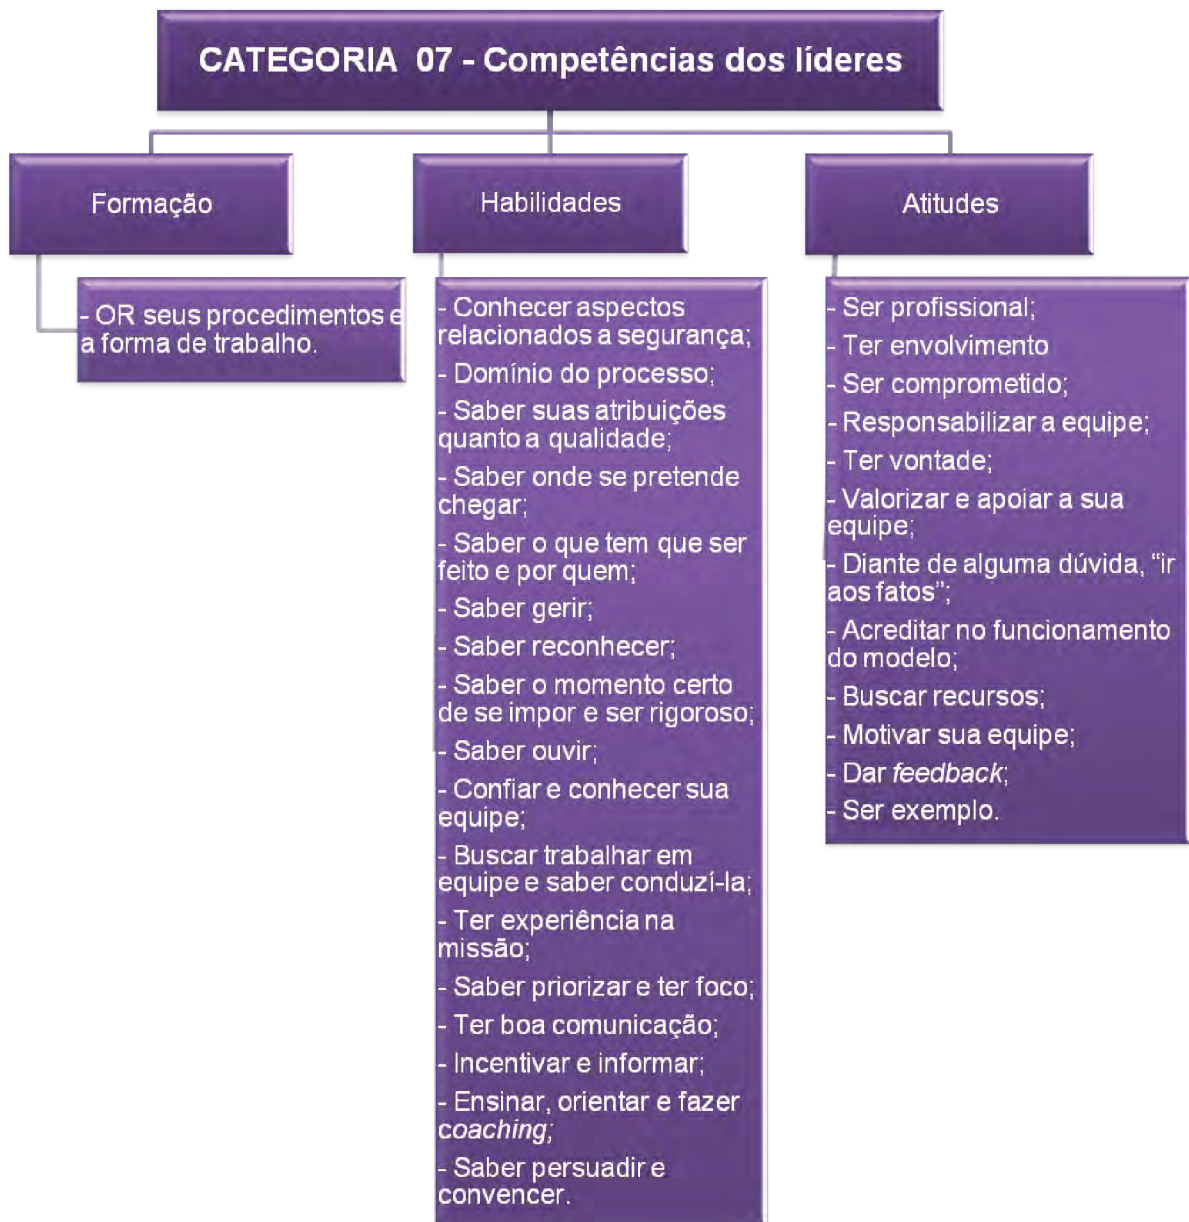 CATEGORIA 07 - Competências dos líderes
Formação
- OR seus procedimentos e
a forma de trabalho.
Habilidades
- Conhecer aspectos
relacionados a segurança;
- Domínio do processo;
- Saber suas atribuições
quanto a qualidade;
- Saber onde se pretende
chegar;
- Saber o que tem que ser
feito e por quem;
- Saber gerir;
- Saber reconhecer;
- Saber o momento certo
de se impor e ser rigoroso;
- Saber ouvir;
- Confiar e conhecer sua
equipe;
- Buscar trabalhar em
equipe e saber conduzí-la;
- Ter experiência na
missão;
- Saber priorizar e ter foco;
- Ter boa comunicação;
- Incentivar e informar;
- Ensinar, orientar e fazer
coaching;
- Saber persuadir e
convencer.
Atitudes
- Ser profissional;
- Ter envolvimento
- Ser comprometido;
- Responsabilizar a equipe;
- Ter vontade;
- Valorizar e apoiar a sua
equipe;
- Diante de alguma dúvida, “ir
aos fatos”;
- Acreditar no funcionamento
do modelo;
- Buscar recursos;
- Motivar sua equipe;
- Dar feedback;
- Ser exemplo.